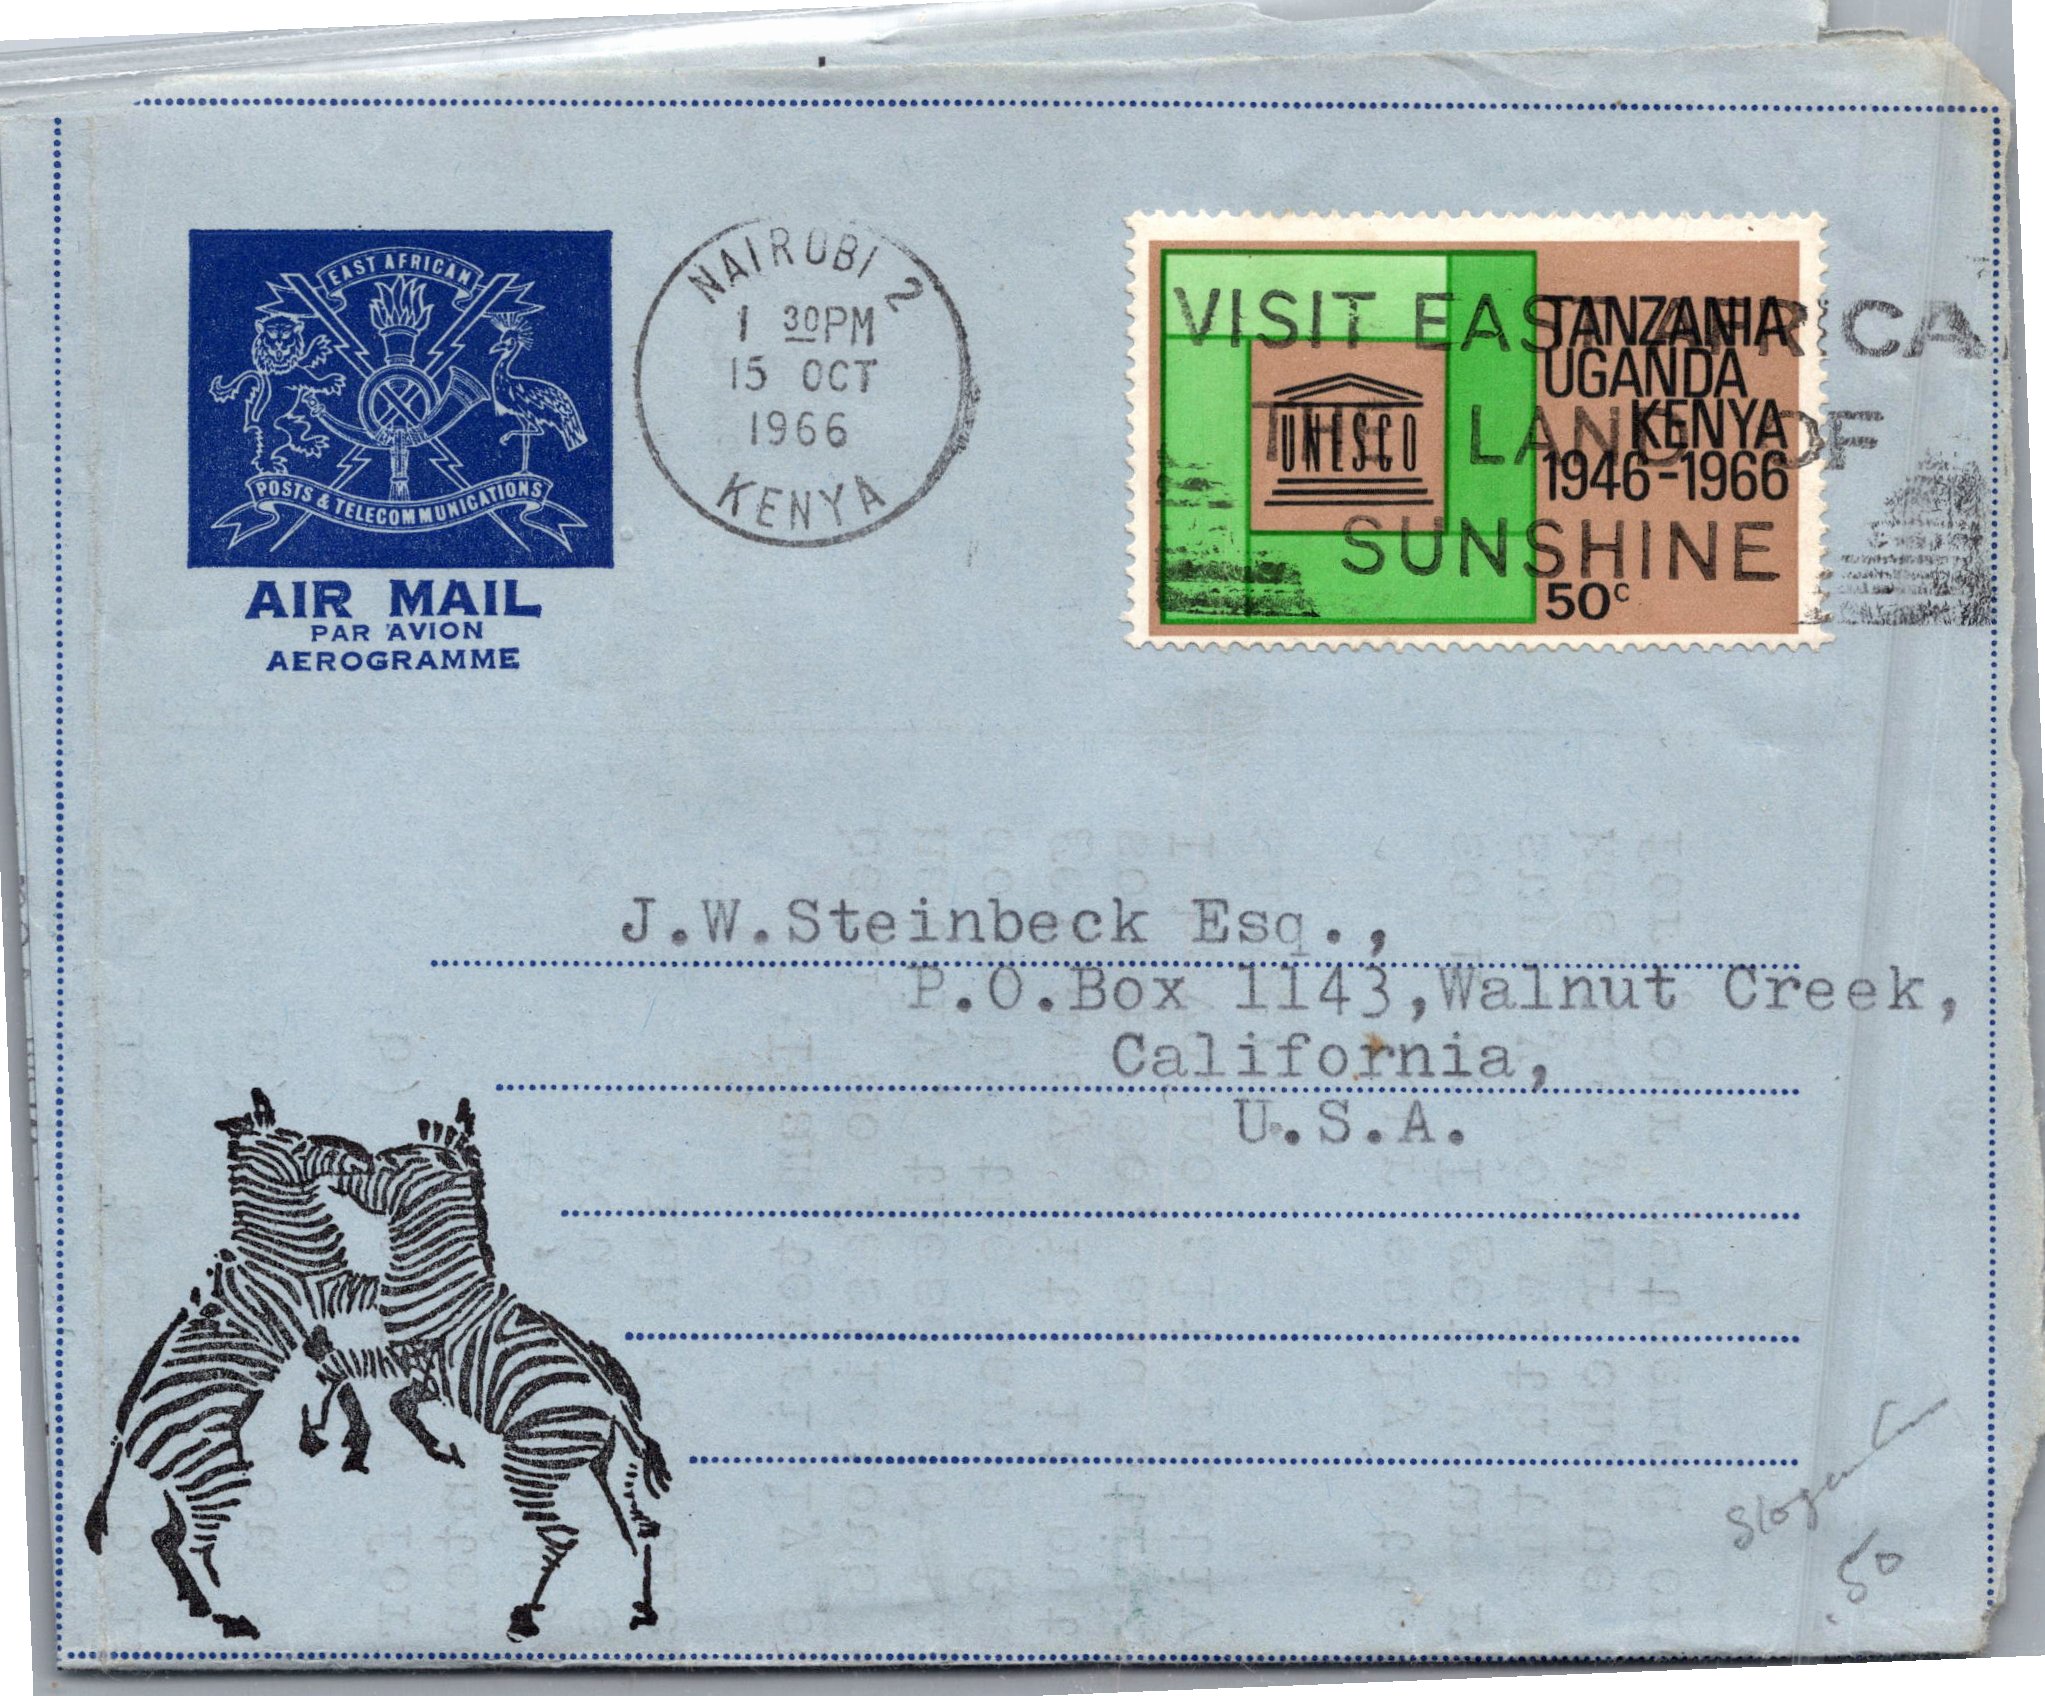 EAST AFRICAN
POSTS & TELECOMMUNICATIONS
AIR MAIL
PAR AVION
AEROGRAMME
NAIROBI 2
1 30PM
15 OCT
1966
KENYA
VISIT EAST AFRICA
THE LAND OF
SUNSHINE
UNESCO
TANZANIA
UGANDA
KENYA
1946-1966
50c
J.W.Steinbeck Esq.,
P.O.Box 1143,Walnut Creek,
California,
U.S.A.
.50